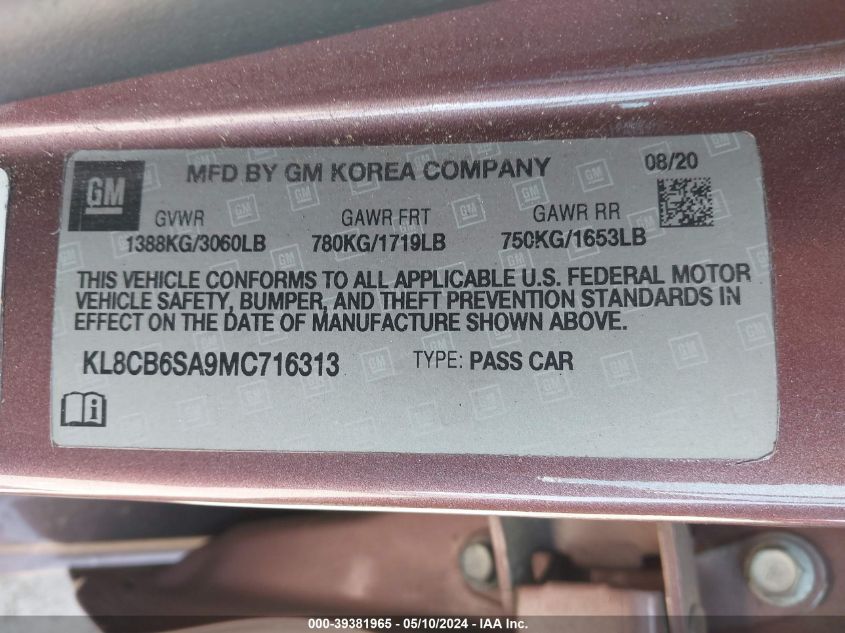 GM MFD BY GM KOREA COMPANY 08/20
GVWR GAWR FRT GAWR RR
1388KG/3060LB 780KG/1719LB 750KG/1653LB
THIS VEHICLE CONFORMS TO ALL APPLICABLE U.S. FEDERAL MOTOR
VEHICLE SAFETY, BUMPER, AND THEFT PREVENTION STANDARDS IN
EFFECT ON THE DATE OF MANUFACTURE SHOWN ABOVE.
KL8CB6SA9MC716313 TYPE: PASS CAR
000-39381965 - 05/10/2024 - IAAI.COM